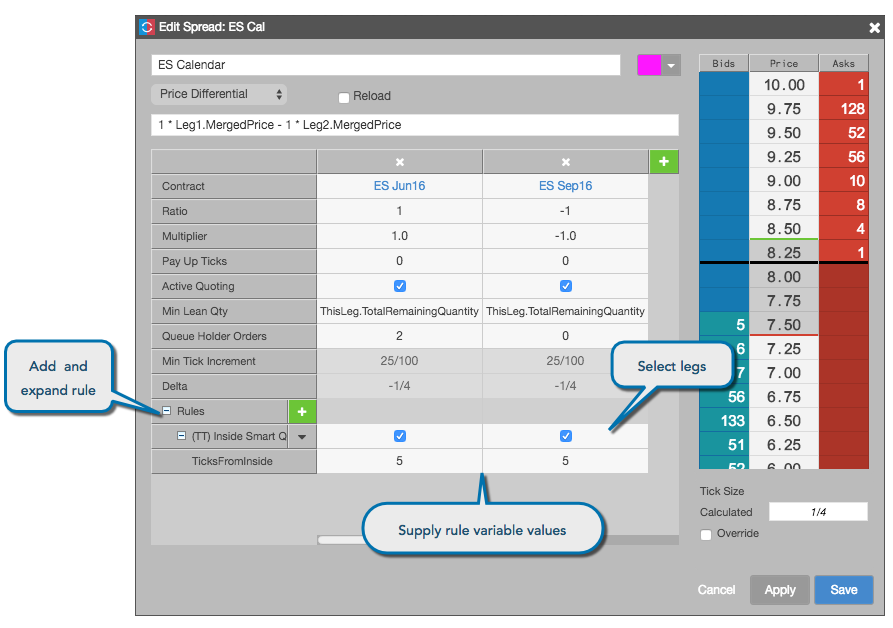 Edit Spread: ES Cal
ES Calendar
Price Differential
Reload
1 * Leg1.MergedPrice - 1 * Leg2.MergedPrice
Contract ES Jun16 ES Sep16
Ratio 1 -1
Multiplier 1.0 -1.0
Pay Up Ticks 0 0
Active Quoting
Min Lean Qty ThisLeg.TotalRemainingQuantity ThisLeg.TotalRemainingQuantity
Queue Holder Orders 2 0
Min Tick Increment 25/100 25/100
Delta -1/4 -1/4
Rules
(TT) Inside Smart Q
TicksFromInside 5 5
Add and
expand rule
Select legs
Supply rule variable values
Bids Price Asks
10.00 1
9.75 128
9.50 52
9.25 56
9.00 10
8.75 8
8.50 4
8.25 1
8.00
7.75
5 7.50
6 7.25
7 7.00
56 6.75
133 6.50
51 6.25
52 6.00
Tick Size
Calculated 1/4
Override
Cancel Apply Save